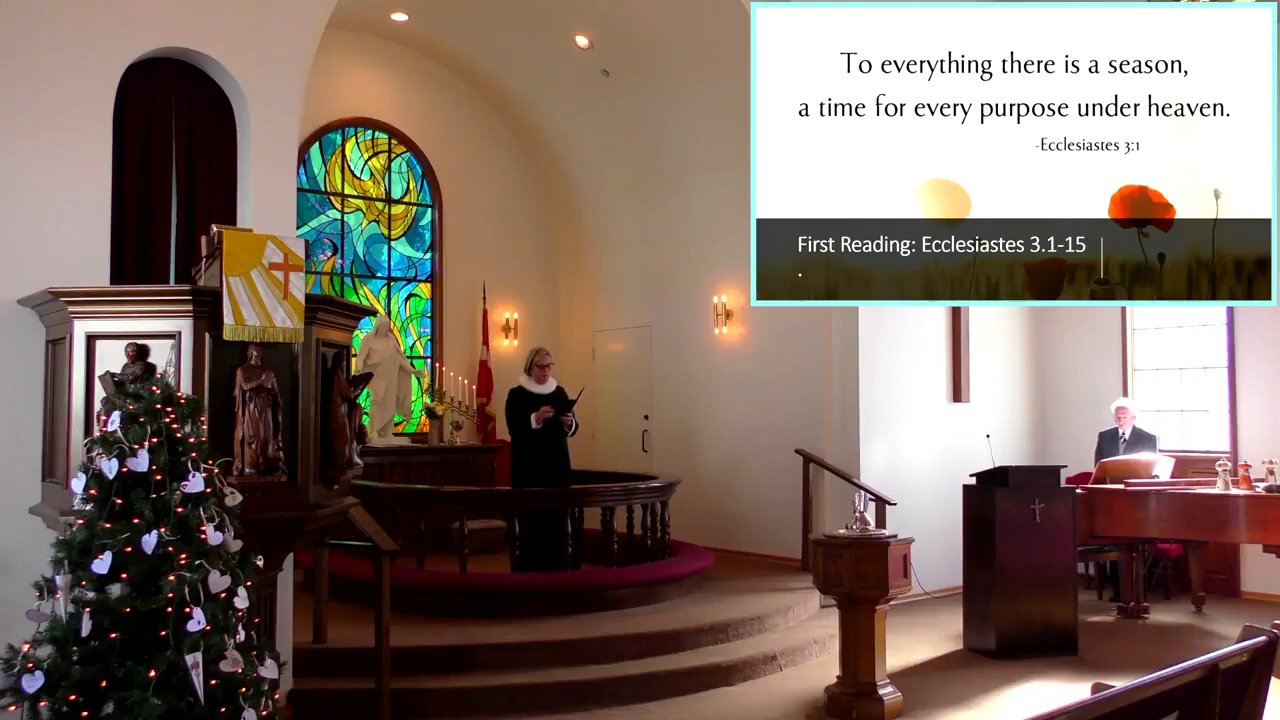 To everything there is a season,
a time for every purpose under heaven.
-Ecclesiastes 3:1
First Reading: Ecclesiastes 3.1-15
.